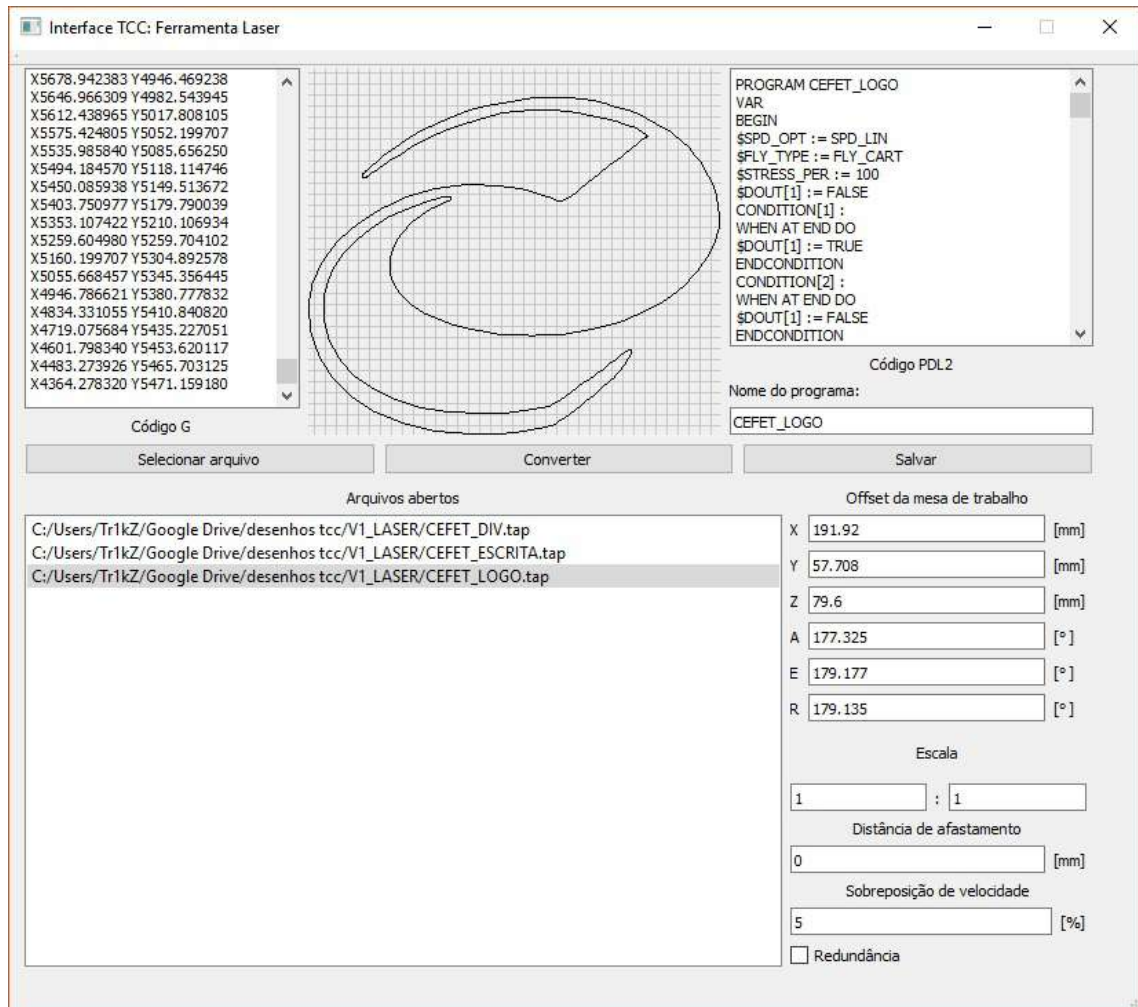 Interface TCC: Ferramenta Laser
X5678.942383 Y4946.469238
X5646.966309 Y4982.543945
X5612.438965 Y5017.808105
X5575.424805 Y5052.199707
X5535.985840 Y5085.656250
X5494.184570 Y5118.114746
X5450.085938 Y5149.513672
X5403.750977 Y5179.790039
X5353.107422 Y5210.106934
X5259.604980 Y5259.704102
X5160.199707 Y5304.892578
X5055.668457 Y5345.356445
X4946.786621 Y5380.777832
X4834.331055 Y5410.840820
X4719.075684 Y5435.227051
X4601.798340 Y5453.620117
X4483.273926 Y5465.703125
X4364.278320 Y5471.159180
Código G
PROGRAM CEFET_LOGO
VAR
BEGIN
$SPD_OPT := SPD_LIN
$FLY_TYPE := FLY_CART
$STRESS_PER := 100
$DOUT[1] := FALSE
CONDITION[1] :
WHEN AT END DO
$DOUT[1] := TRUE
ENDCONDITION
CONDITION[2] :
WHEN AT END DO
$DOUT[1] := FALSE
ENDCONDITION
Código PDL2
Nome do programa:
CEFET_LOGO
Selecionar arquivo
Converter
Salvar
Arquivos abertos
C:/Users/Tr1kZ/Google Drive/desenhos tcc/V1_LASER/CEFET_DIV.tap
C:/Users/Tr1kZ/Google Drive/desenhos tcc/V1_LASER/CEFET_ESCRITA.tap
C:/Users/Tr1kZ/Google Drive/desenhos tcc/V1_LASER/CEFET_LOGO.tap
Offset da mesa de trabalho
X 191.92 [mm]
Y 57.708 [mm]
Z 79.6 [mm]
A 177.325 [°]
E 179.177 [°]
R 179.135 [°]
Escala
1 : 1
Distância de afastamento
0 [mm]
Sobreposição de velocidade
5 [%]
Redundância